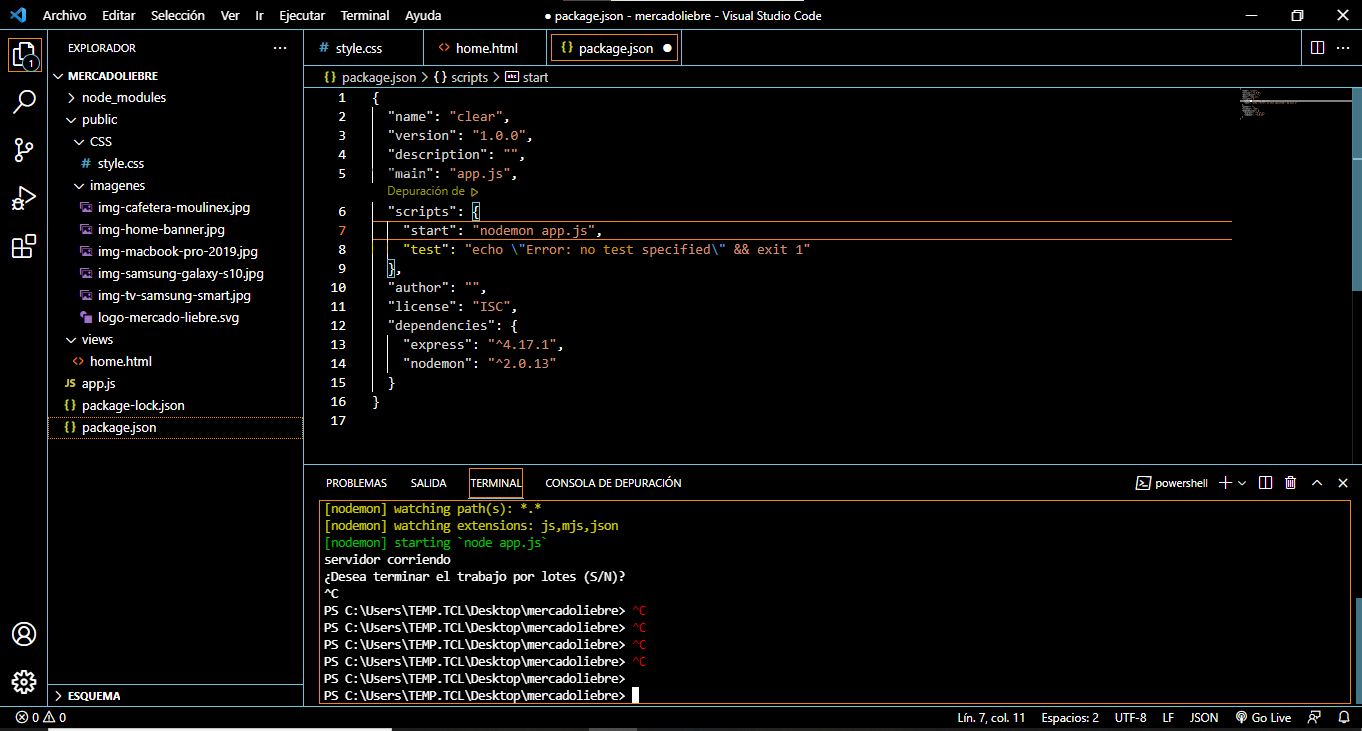 Archivo Editar Selección Ver Ir Ejecutar Terminal Ayuda
● package.json - mercadoliebre - Visual Studio Code
EXPLORADOR
MERCADOLIEBRE
node_modules
public
CSS
# style.css
imagenes
img-cafetera-moulinex.jpg
img-home-banner.jpg
img-macbook-pro-2019.jpg
img-samsung-galaxy-s10.jpg
img-tv-samsung-smart.jpg
logo-mercado-liebre.svg
views
<> home.html
JS app.js
{} package-lock.json
{} package.json
ESQUEMA
1
# style.css
<> home.html
{} package.json ●
{} package.json > {} scripts > abc start
1 {
2 "name": "clear",
3 "version": "1.0.0",
4 "description": "",
5 "main": "app.js",
Depuración de
6 "scripts": {
7 "start": "nodemon app.js",
8 "test": "echo \"Error: no test specified\" && exit 1"
9 },
10 "author": "",
11 "license": "ISC",
12 "dependencies": {
13 "express": "^4.17.1",
14 "nodemon": "^2.0.13"
15 }
16 }
17
PROBLEMAS SALIDA TERMINAL CONSOLA DE DEPURACIÓN
powershell
[nodemon] watching path(s): *.*
[nodemon] watching extensions: js,mjs,json
[nodemon] starting `node app.js`
servidor corriendo
¿Desea terminar el trabajo por lotes (S/N)?
^C
PS C:\Users\TEMP.TCL\Desktop\mercadoliebre> ^C
PS C:\Users\TEMP.TCL\Desktop\mercadoliebre> ^C
PS C:\Users\TEMP.TCL\Desktop\mercadoliebre> ^C
PS C:\Users\TEMP.TCL\Desktop\mercadoliebre> ^C
PS C:\Users\TEMP.TCL\Desktop\mercadoliebre>
PS C:\Users\TEMP.TCL\Desktop\mercadoliebre>
0 0
Lín. 7, col. 11 Espacios: 2 UTF-8 LF JSON Go Live